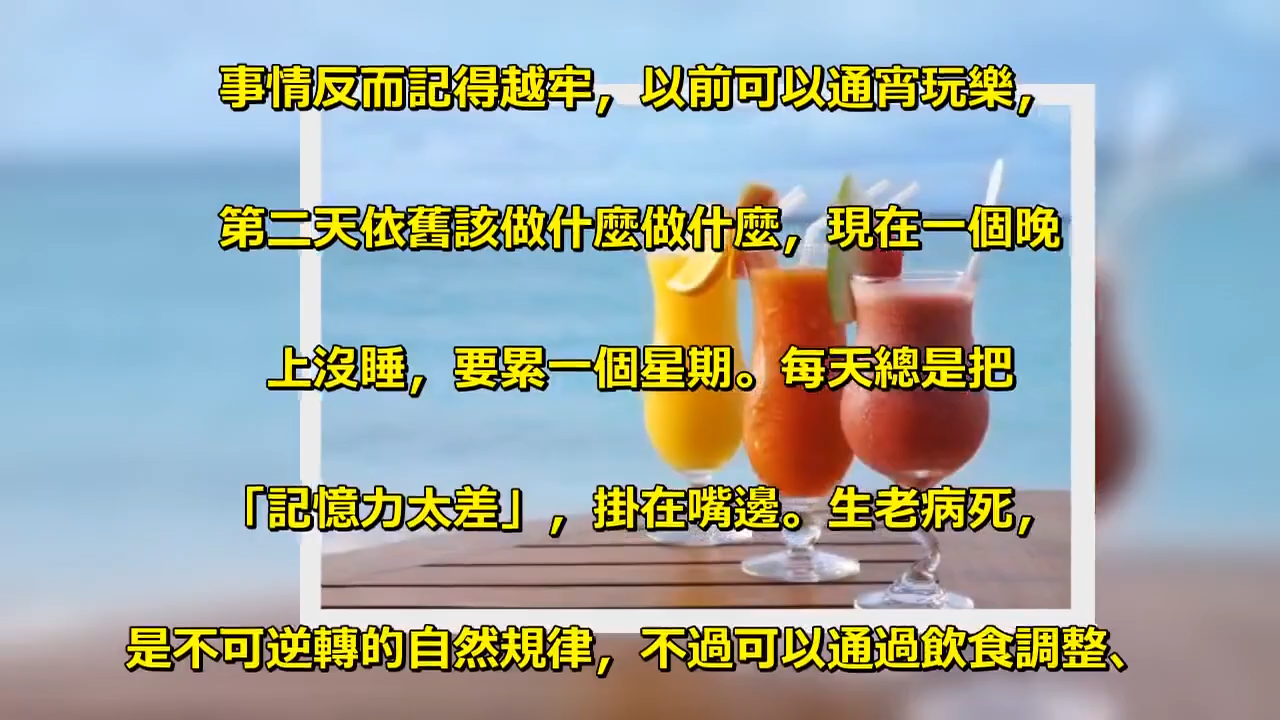 事情反而記得越牢，以前可以通宵玩樂，
第二天依舊該做什麼做什麼，現在一個晚
上沒睡，要累一個星期。每天總是把
「記憶力太差」，掛在嘴邊。生老病死，
是不可逆轉的自然規律，不過可以通過飲食調整、